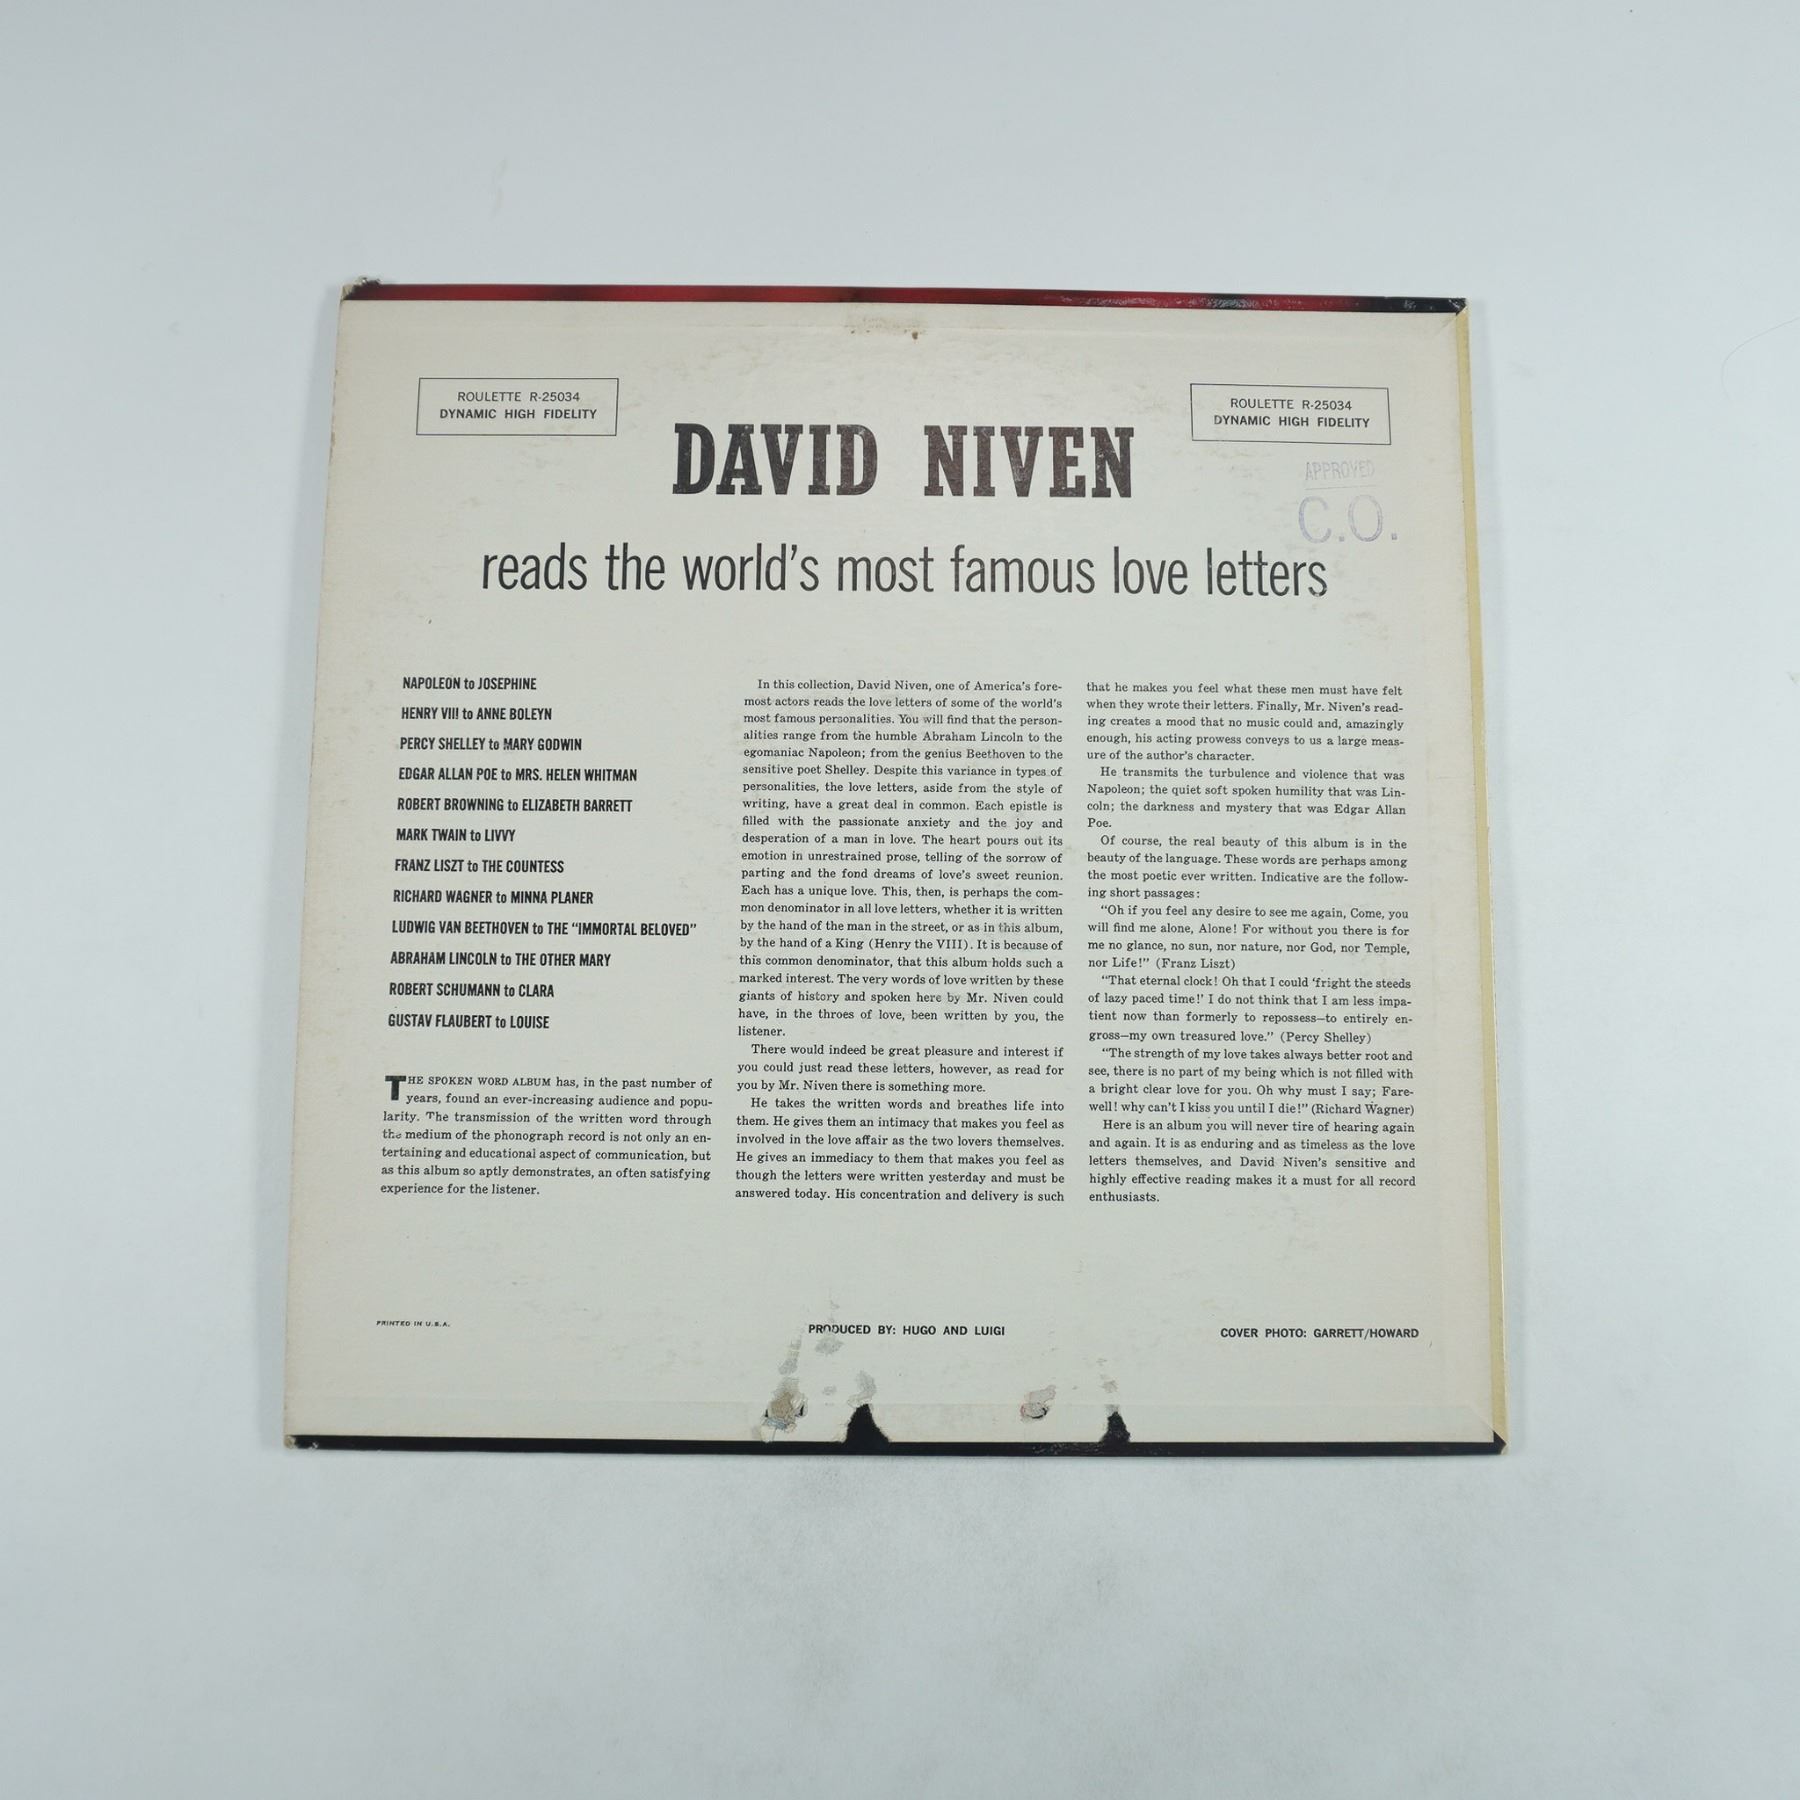 ROULETTE R-25034
DYNAMIC HIGH FIDELITY
ROULETTE R-25034
DYNAMIC HIGH FIDELITY
APPROVED
C.O.
DAVID NIVEN
reads the world's most famous love letters
NAPOLEON to JOSEPHINE
HENRY VIII to ANNE BOLEYN
PERCY SHELLEY to MARY GODWIN
EDGAR ALLAN POE to MRS. HELEN WHITMAN
ROBERT BROWNING to ELIZABETH BARRETT
MARK TWAIN to LIVVY
FRANZ LISZT to THE COUNTESS
RICHARD WAGNER to MINNA PLANER
LUDWIG VAN BEETHOVEN to THE "IMMORTAL BELOVED"
ABRAHAM LINCOLN to THE OTHER MARY
ROBERT SCHUMANN to CLARA
GUSTAV FLAUBERT to LOUISE
THE SPOKEN WORD ALBUM has, in the past number of
years, found an ever-increasing audience and popu-
larity. The transmission of the written word through
the medium of the phonograph record is not only an en-
tertaining and educational aspect of communication, but
as this album so aptly demonstrates, an often satisfying
experience for the listener.
In this collection, David Niven, one of America's fore-
most actors reads the love letters of some of the world's
most famous personalities. You will find that the person-
alities range from the humble Abraham Lincoln to the
egomaniac Napoleon; from the genius Beethoven to the
sensitive poet Shelley. Despite this variance in types of
personalities, the love letters, aside from the style of
writing, have a great deal in common. Each epistle is
filled with the passionate anxiety and the joy and
desperation of a man in love. The heart pours out its
emotion in unrestrained prose, telling of the sorrow of
parting and the fond dreams of love's sweet reunion.
Each has a unique love. This, then, is perhaps the com-
mon denominator in all love letters, whether it is written
by the hand of the man in the street, or as in this album,
by the hand of a King (Henry the VIII). It is because of
this common denominator, that this album holds such a
marked interest. The very words of love written by these
giants of history and spoken here by Mr. Niven could
have, in the throes of love, been written by you, the
listener.
There would indeed be great pleasure and interest if
you could just read these letters, however, as read for
you by Mr. Niven there is something more.
He takes the written words and breathes life into
them. He gives them an intimacy that makes you feel as
involved in the love affair as the two lovers themselves.
He gives an immediacy to them that makes you feel as
though the letters were written yesterday and must be
answered today. His concentration and delivery is such
that he makes you feel what these men must have felt
when they wrote their letters. Finally, Mr. Niven's read-
ing creates a mood that no music could and, amazingly
enough, his acting prowess conveys to us a large meas-
ure of the author's character.
He transmits the turbulence and violence that was
Napoleon; the quiet soft spoken humility that was Lin-
coln; the darkness and mystery that was Edgar Allan
Poe.
Of course, the real beauty of this album is in the
beauty of the language. These words are perhaps among
the most poetic ever written. Indicative are the follow-
ing short passages:
"Oh if you feel any desire to see me again, Come, you
will find me alone, Alone! For without you there is for
me no glance, no sun, nor nature, nor God, nor Temple,
nor Life!" (Franz Liszt)
"That eternal clock! Oh that I could 'fright the steeds
of lazy paced time!' I do not think that I am less impa-
tient now than formerly to repossess—to entirely en-
gross—my own treasured love." (Percy Shelley)
"The strength of my love takes always better root and
see, there is no part of my being which is not filled with
a bright clear love for you. Oh why must I say; Fare-
well! why can't I kiss you until I die!" (Richard Wagner)
Here is an album you will never tire of hearing again
and again. It is as enduring and as timeless as the love
letters themselves, and David Niven's sensitive and
highly effective reading makes it a must for all record
enthusiasts.
PRINTED IN U.S.A.
PRODUCED BY: HUGO AND LUIGI
COVER PHOTO: GARRETT/HOWARD